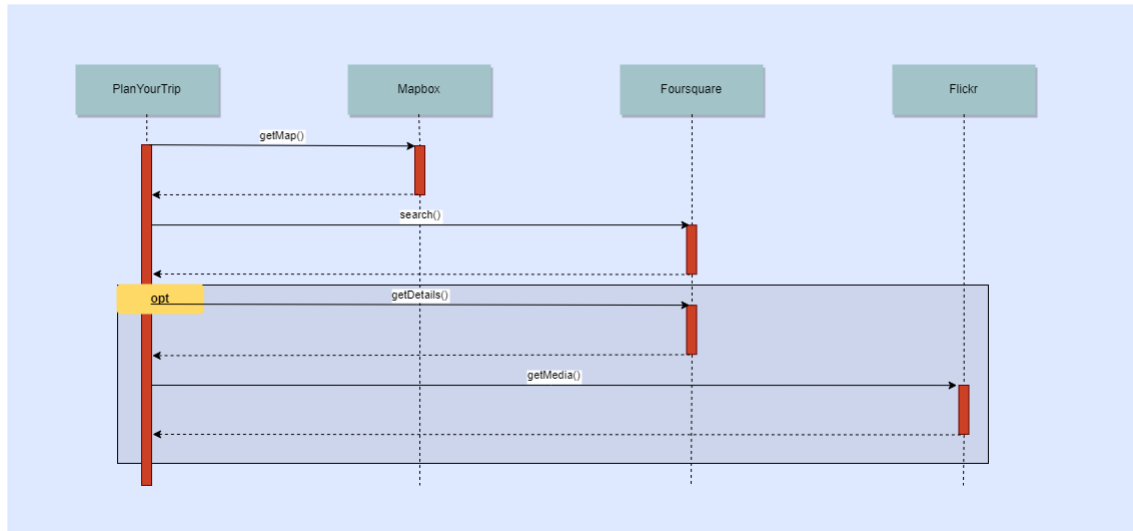 PlanYourTrip
Mapbox
Foursquare
Flickr
getMap()
search()
opt
getDetails()
getMedia()